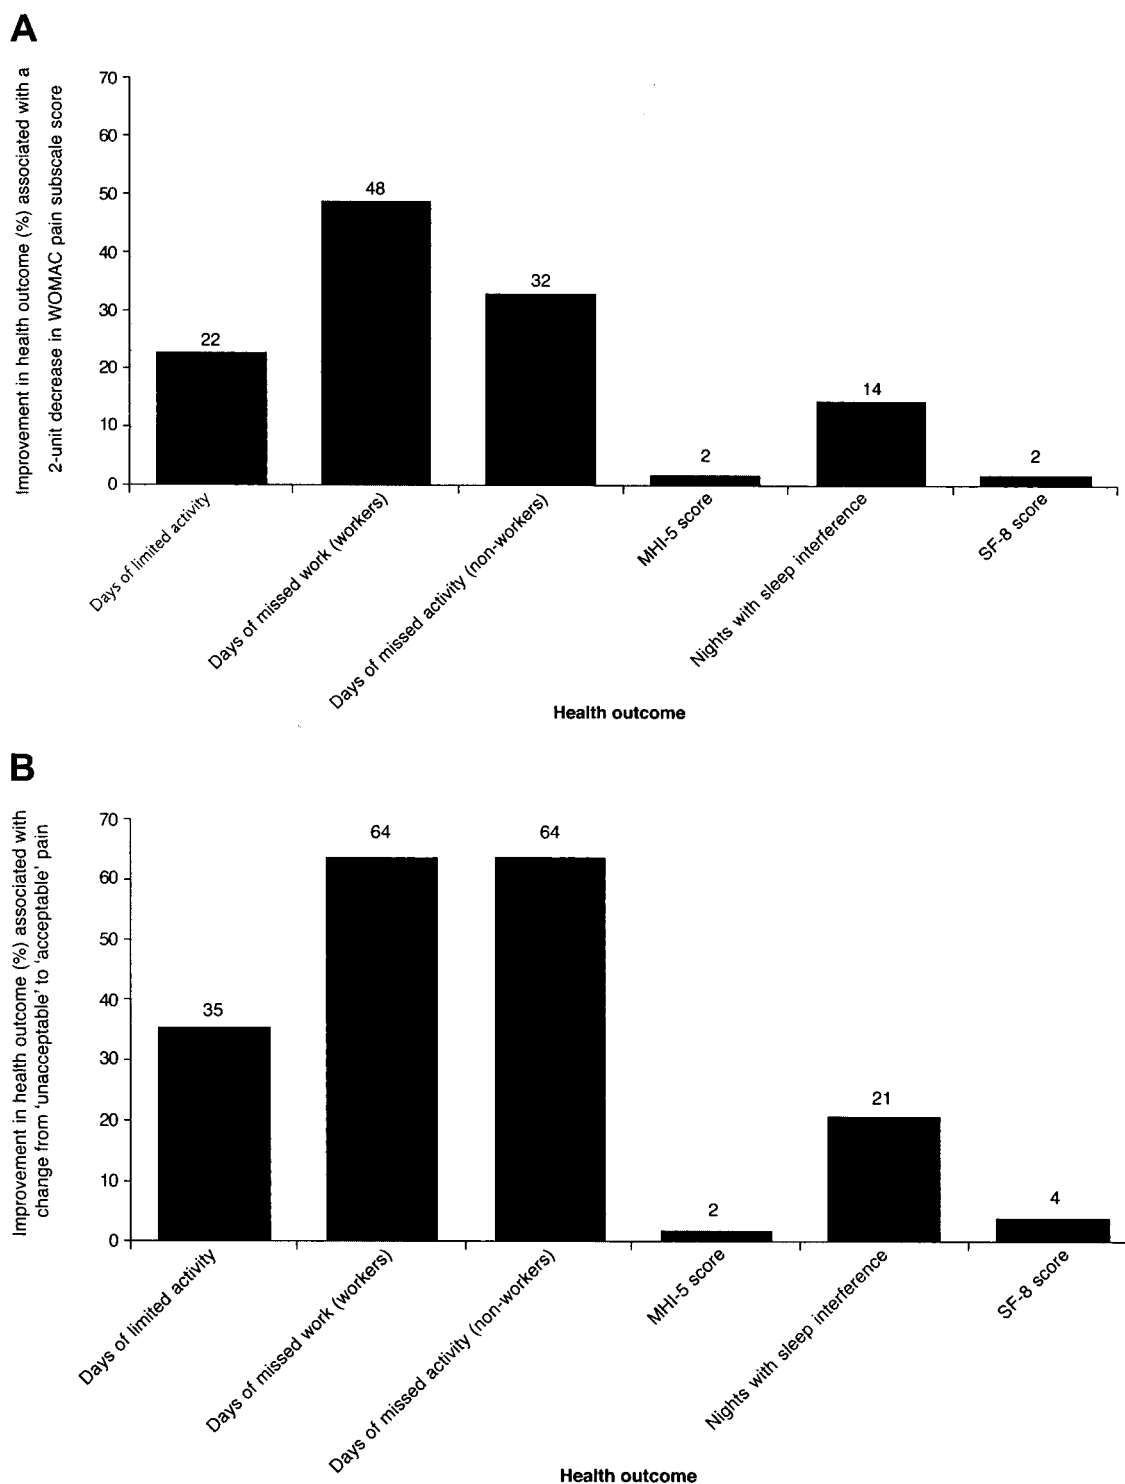 A
Improvement in health outcome (%) associated with a
2-unit decrease in WOMAC pain subscale score
70
60
50
40
30
20
10
0
22
48
32
2
14
2
Days of limited activity
Days of missed work (workers)
Days of missed activity (non-workers)
MHI-5 score
Nights with sleep interference
SF-8 score
Health outcome
B
Improvement in health outcome (%) associated with
change from ‘unacceptable’ to ‘acceptable’ pain
70
60
50
40
30
20
10
0
35
64
64
2
21
4
Days of limited activity
Days of missed work (workers)
Days of missed activity (non-workers)
MHI-5 score
Nights with sleep interference
SF-8 score
Health outcome